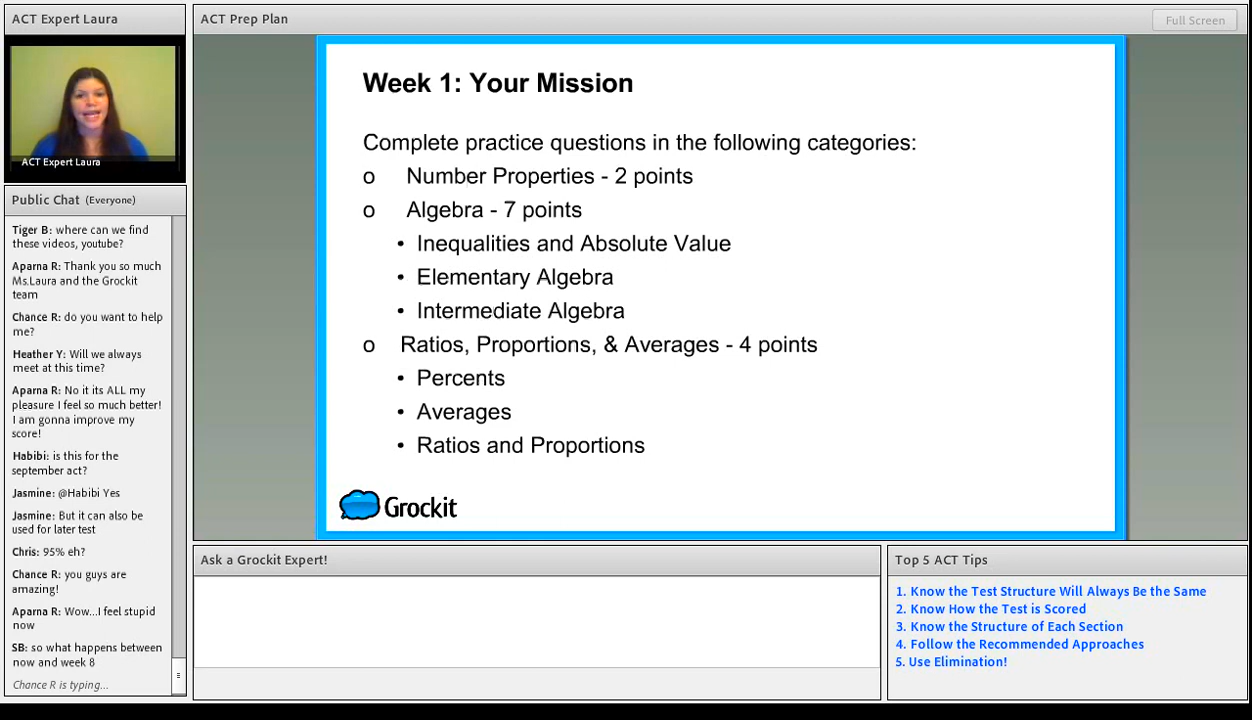 ACT Expert Laura
ACT Expert Laura
Public Chat (Everyone)
Tiger B: where can we find
these videos, youtube?
Aparna R: Thank you so much
Ms.Laura and the Grockit
team
Chance R: do you want to help
me?
Heather Y: Will we always
meet at this time?
Aparna R: No it its ALL my
pleasure I feel so much better!
I am gonna improve my
score!
Habibi: is this for the
september act?
Jasmine: @Habibi Yes
Jasmine: But it can also be
used for later test
Chris: 95% eh?
Chance R: you guys are
amazing!
Aparna R: Wow...I feel stupid
now
SB: so what happens between
now and week 8
Chance R is typing...
ACT Prep Plan
Full Screen
Week 1: Your Mission
Complete practice questions in the following categories:
o Number Properties - 2 points
o Algebra - 7 points
• Inequalities and Absolute Value
• Elementary Algebra
• Intermediate Algebra
o Ratios, Proportions, & Averages - 4 points
• Percents
• Averages
• Ratios and Proportions
Grockit
Ask a Grockit Expert!
Top 5 ACT Tips
1. Know the Test Structure Will Always Be the Same
2. Know How the Test is Scored
3. Know the Structure of Each Section
4. Follow the Recommended Approaches
5. Use Elimination!